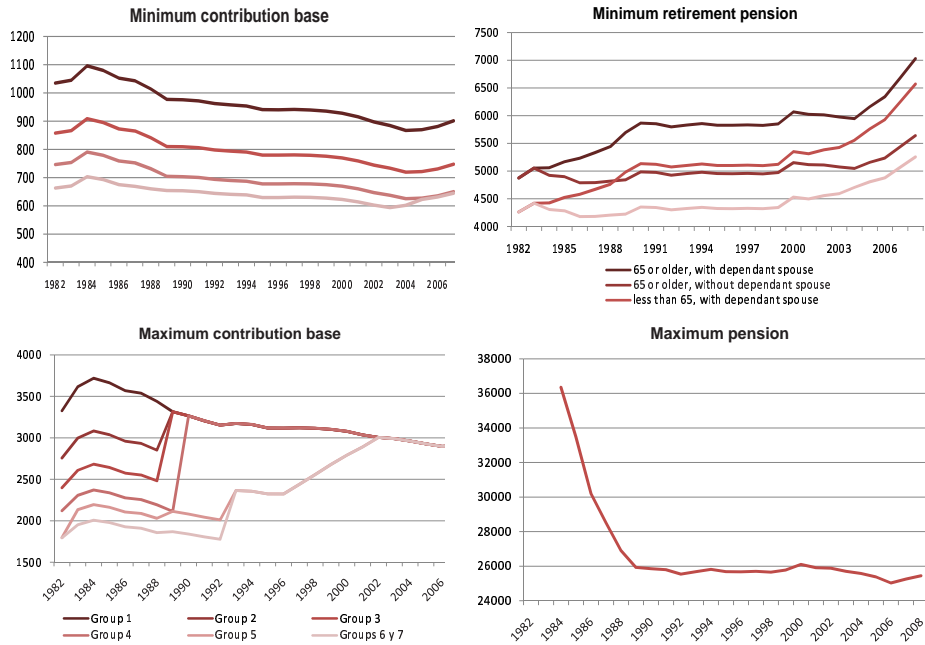 Minimum contribution base
1200
1100
1000
900
800
700
600
500
400
1982 1984 1986 1988 1990 1992 1994 1996 1998 2000 2002 2004 2006
Minimum retirement pension
7500
7000
6500
6000
5500
5000
4500
4000
1982 1985 1988 1991 1994 1997 2000 2003 2006
65 or older, with dependant spouse
65 or older, without dependant spouse
less than 65, with dependant spouse
Maximum contribution base
4000
3500
3000
2500
2000
1500
1982 1984 1986 1988 1990 1992 1994 1996 1998 2000 2002 2004 2006
Group 1 Group 2 Group 3
Group 4 Group 5 Groups 6 y 7
Maximum pension
38000
36000
34000
32000
30000
28000
26000
24000
1982 1984 1986 1988 1990 1992 1994 1996 1998 2000 2002 2004 2006 2008